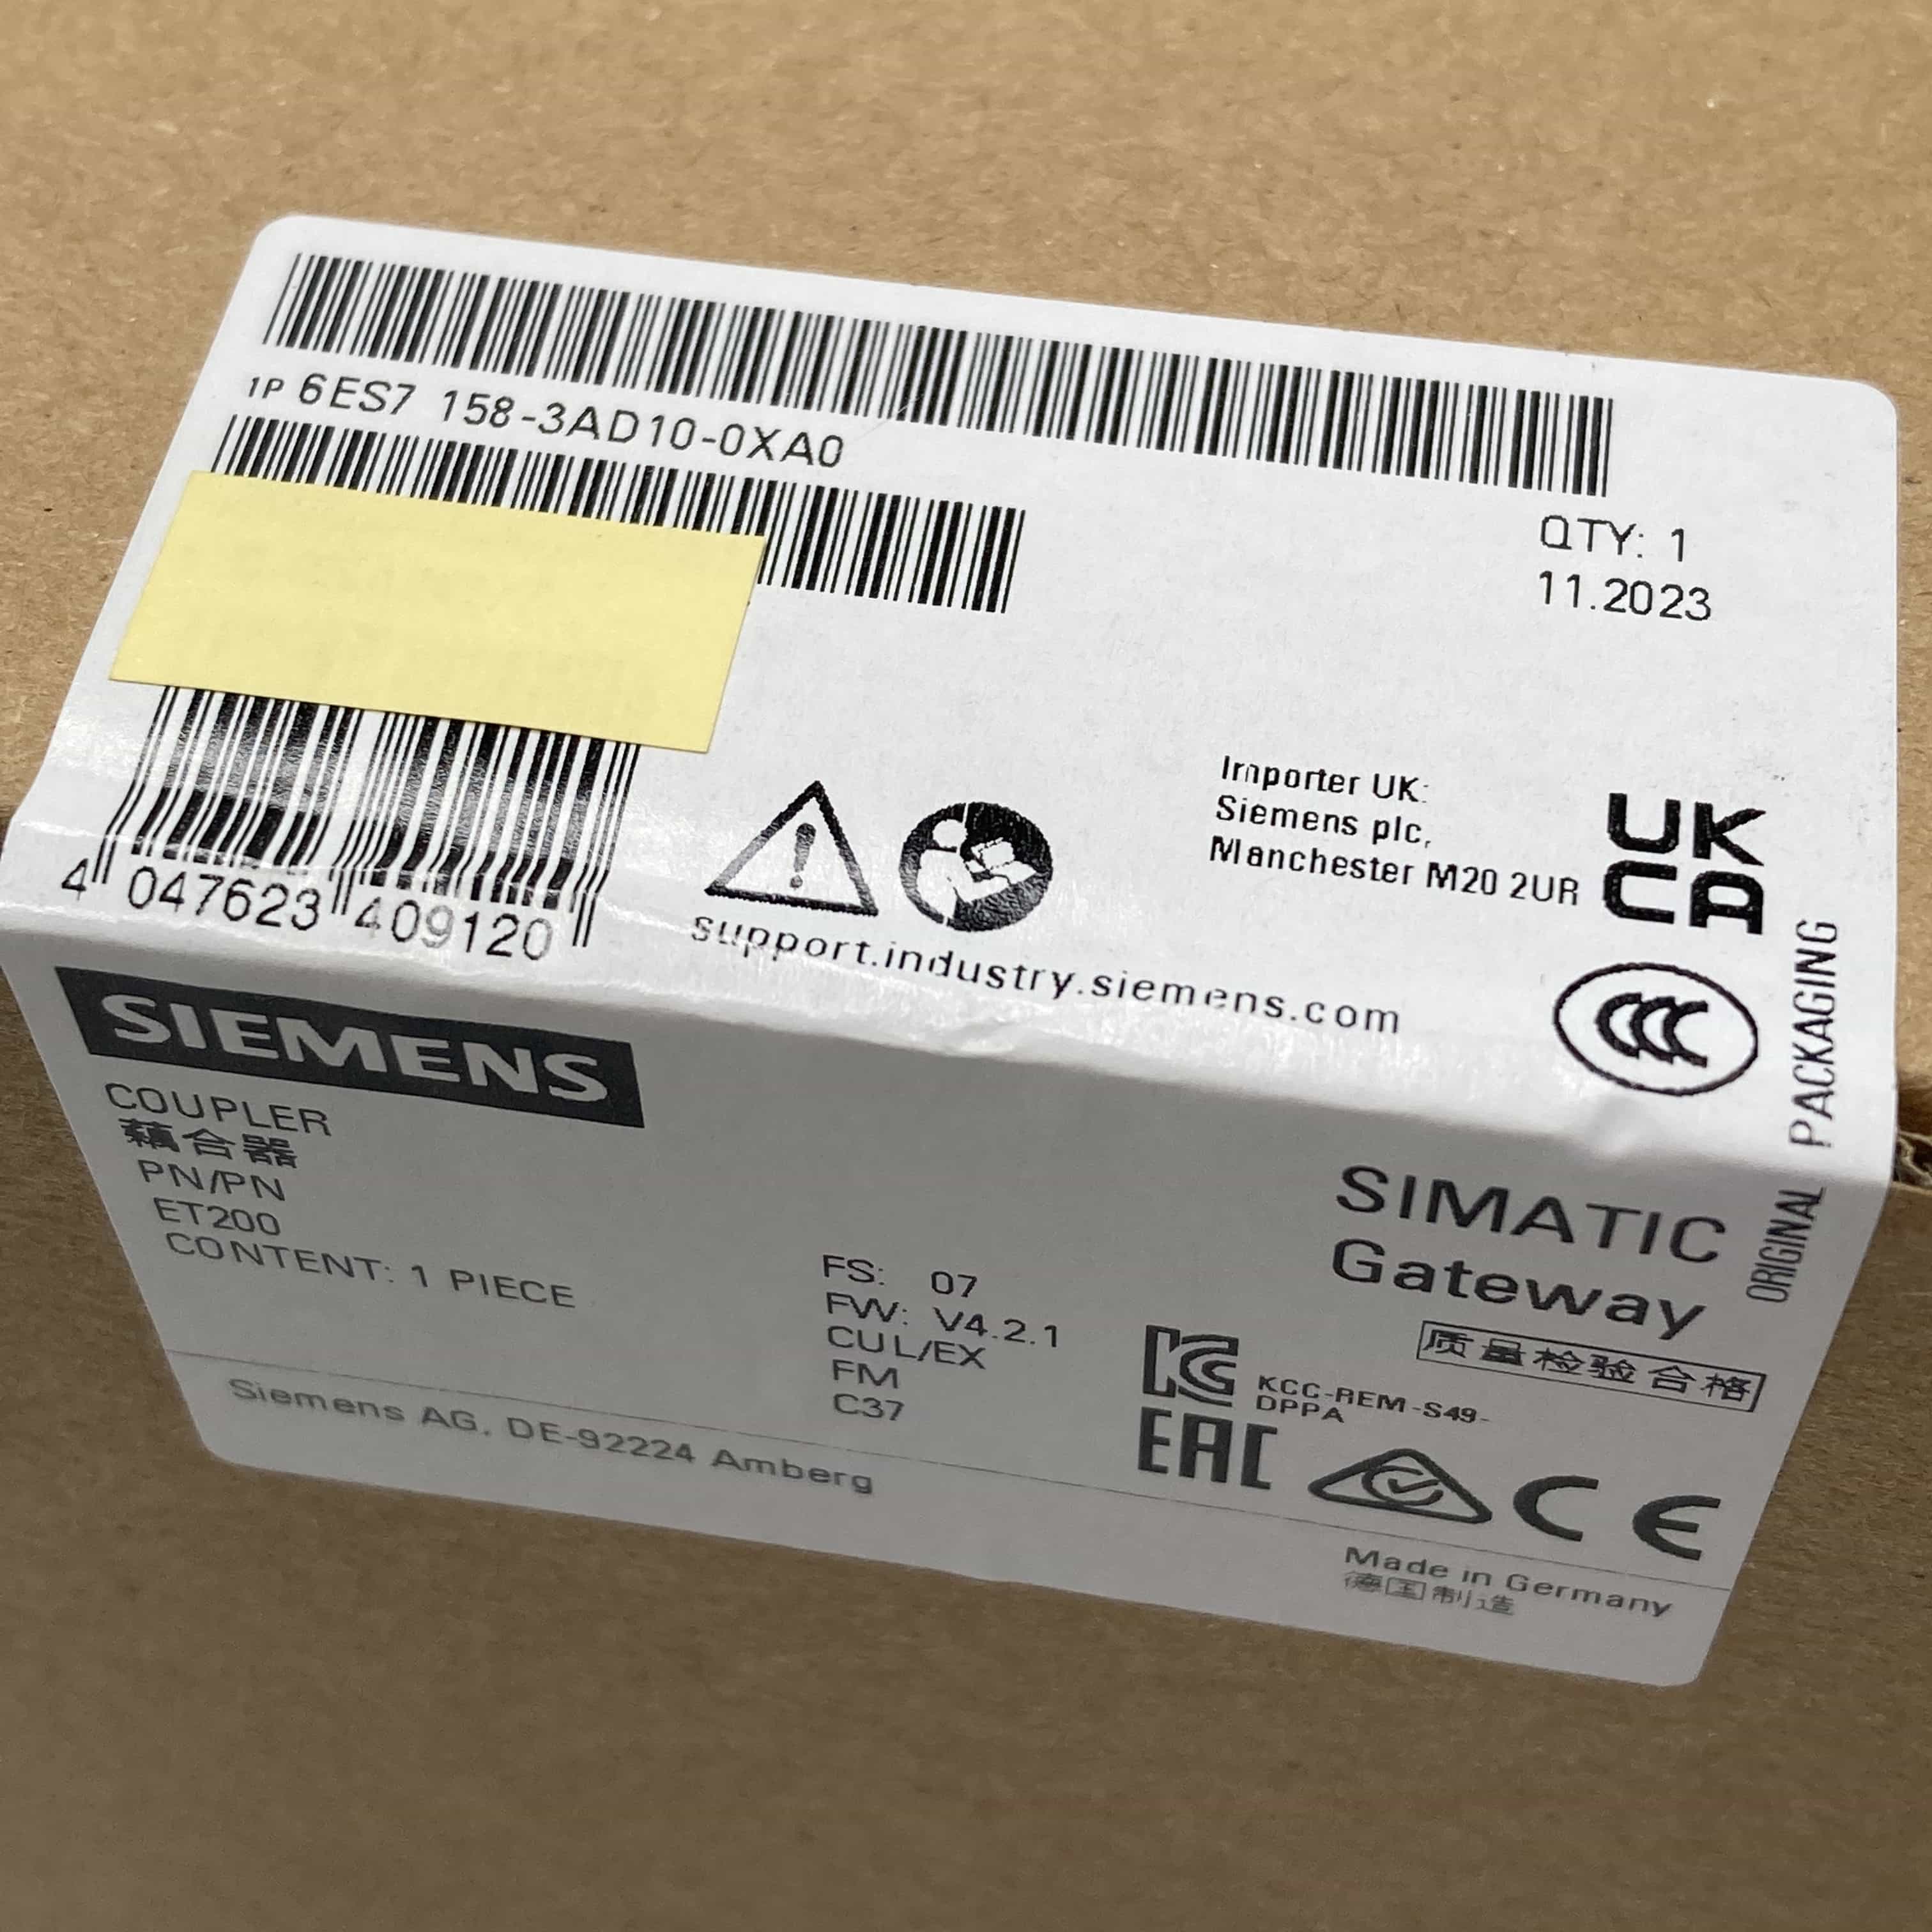 1P 6ES7 158-3AD10-0XA0
QTY: 1
11.2023
4 047623 409120
Importer UK:
Siemens plc,
Manchester M20 2UR
UK
CA
support.industry.siemens.com
CCC
ORIGINAL PACKAGING
SIEMENS
COUPLER
藕合器
PN/PN
ET200
CONTENT: 1 PIECE
FS: 07
FW: V4.2.1
CUL/EX
FM
C37
SIMATIC
Gateway
质量检验合格
KCC-REM-S49-
DPPA
EAC
CE
Siemens AG, DE-92224 Amberg
Made in Germany
德国制造